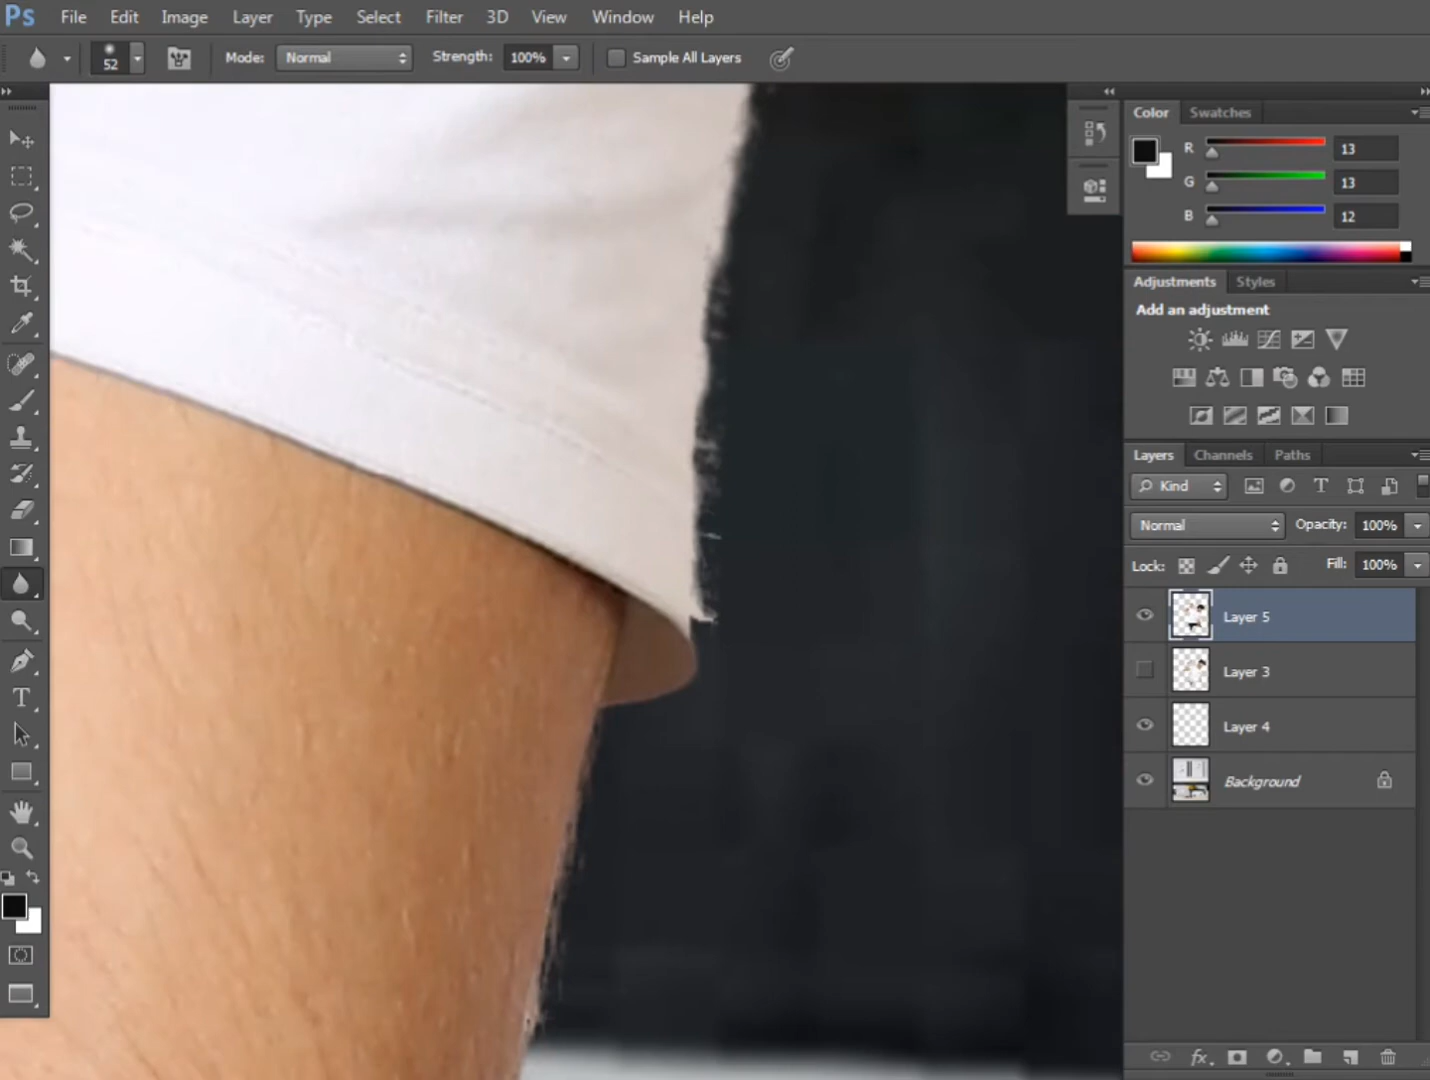 Ps File Edit Image Layer Type Select Filter 3D View Window Help
52 Mode: Normal Strength: 100% Sample All Layers
Color Swatches
R 13
G 13
B 12
Adjustments Styles
Add an adjustment
Layers Channels Paths
Kind T
Normal Opacity: 100%
Lock: Fill: 100%
Layer 5
Layer 3
T
Layer 4
Background
fx